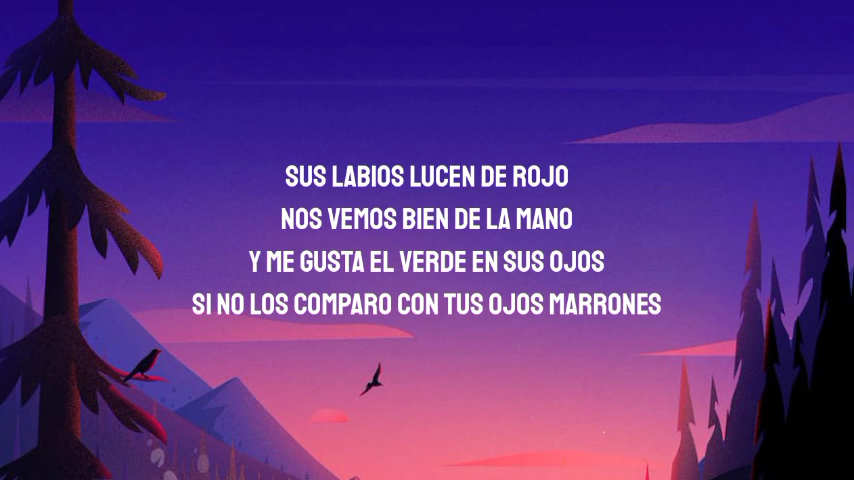 SUS LABIOS LUCEN DE ROJO
NOS VEMOS BIEN DE LA MANO
Y ME GUSTA EL VERDE EN SUS OJOS
SI NO LOS COMPARO CON TUS OJOS MARRONES